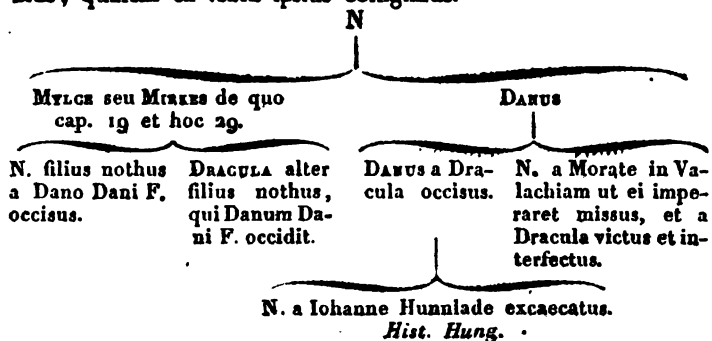 N
MYLCE seu MIRKES de quo
cap. 19 et hoc 29.
DANUS
N. filius nothus
a Dano Dani F.
occisus.
DRACULA alter
filius nothus,
qui Danum Da-
ni F. occidit.
DANUS a Dra-
cula occisus.
N. a Morate in Va-
lachiam ut ei impe-
raret missus, et a
Dracula victus et in-
terfectus.
N. a Iohanne Hunniade excaecatus.
Hist. Hung.